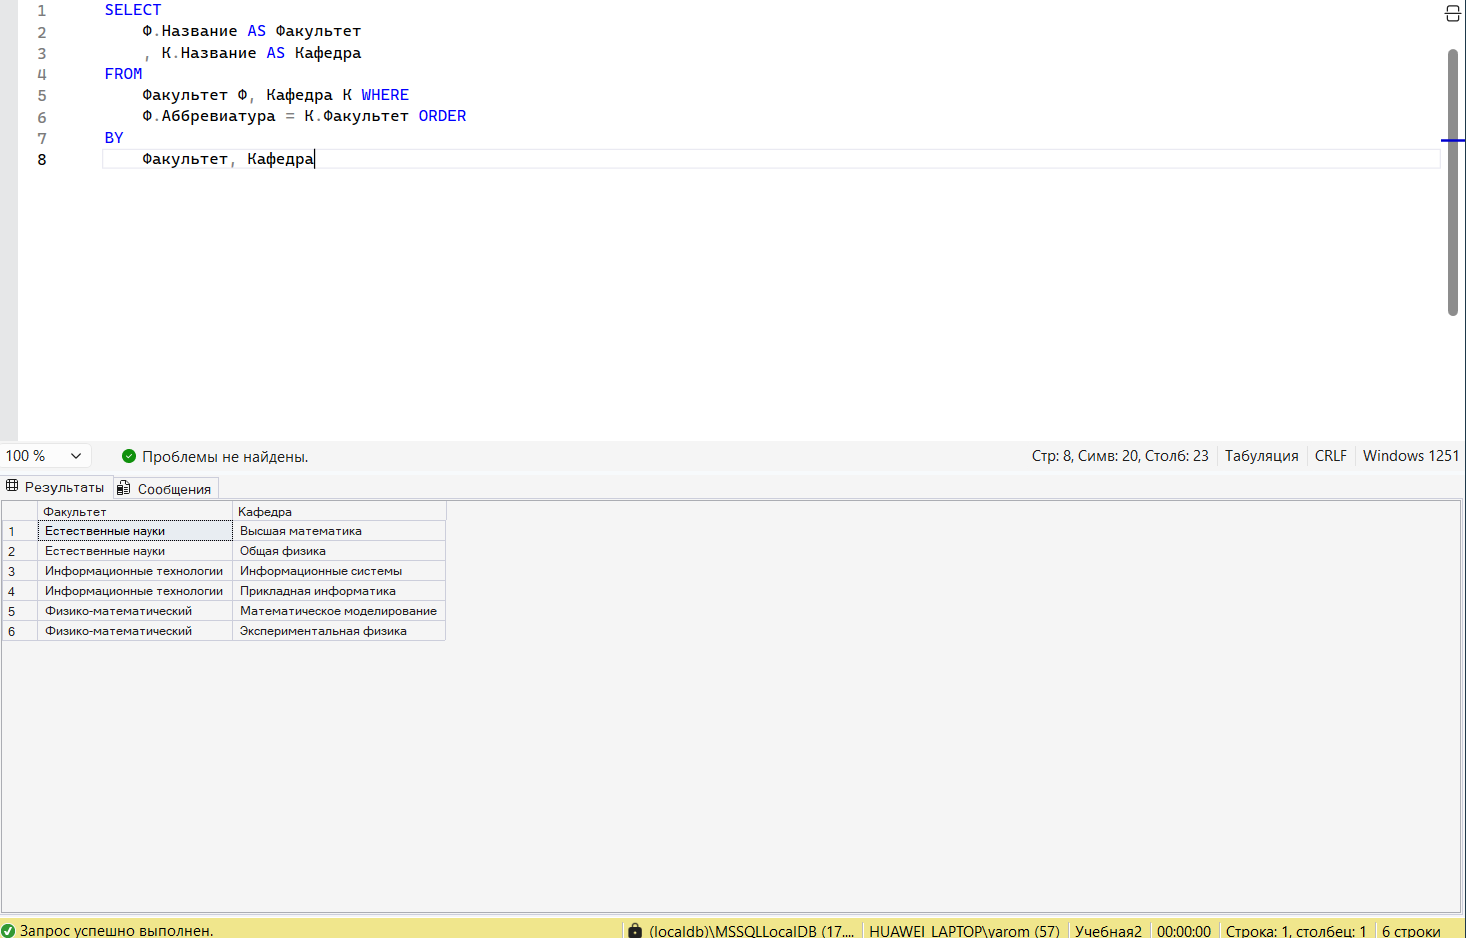 1 SELECT
2 Ф.Название AS Факультет
3 , К.Название AS Кафедра
4 FROM
5 Факультет Ф, Кафедра К WHERE
6 Ф.Аббревиатура = К.Факультет ORDER
7 BY
8 Факультет, Кафедра
100 % Проблемы не найдены. Стр: 8, Симв: 20, Столб: 23 Табуляция CRLF Windows 1251
Результаты Сообщения
Факультет Кафедра
1 Естественные науки Высшая математика
2 Естественные науки Общая физика
3 Информационные технологии Информационные системы
4 Информационные технологии Прикладная информатика
5 Физико-математический Математическое моделирование
6 Физико-математический Экспериментальная физика
Запрос успешно выполнен. (localdb)\MSSQLLocalDB (17.... HUAWEI_LAPTOP\yarom (57) Учебная2 00:00:00 Строка: 1, столбец: 1 6 строки